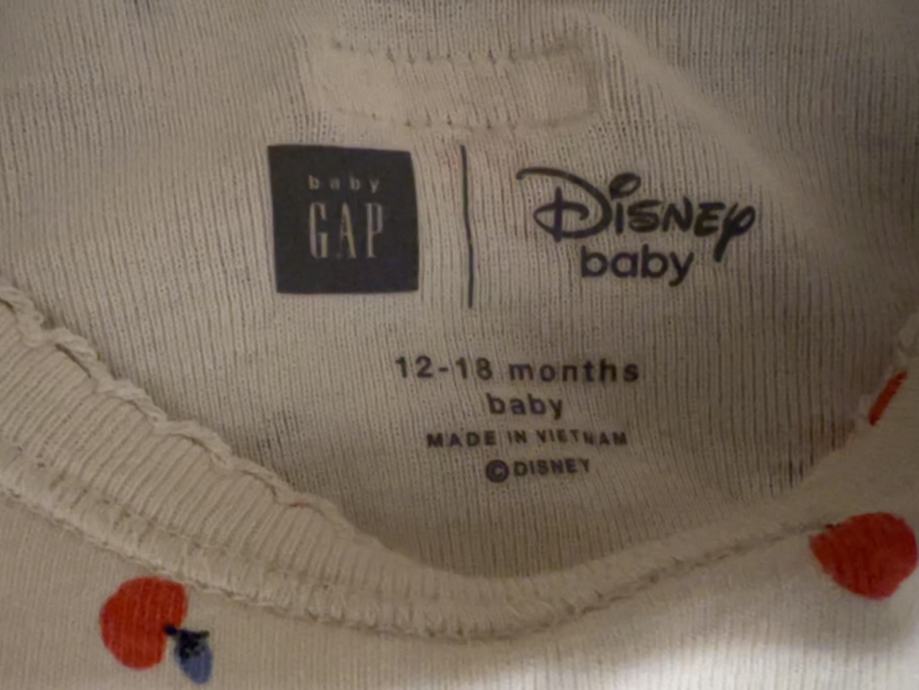 baby
GAP
DISNEY
baby
12-18 months
baby
MADE IN VIETNAM
©DISNEY